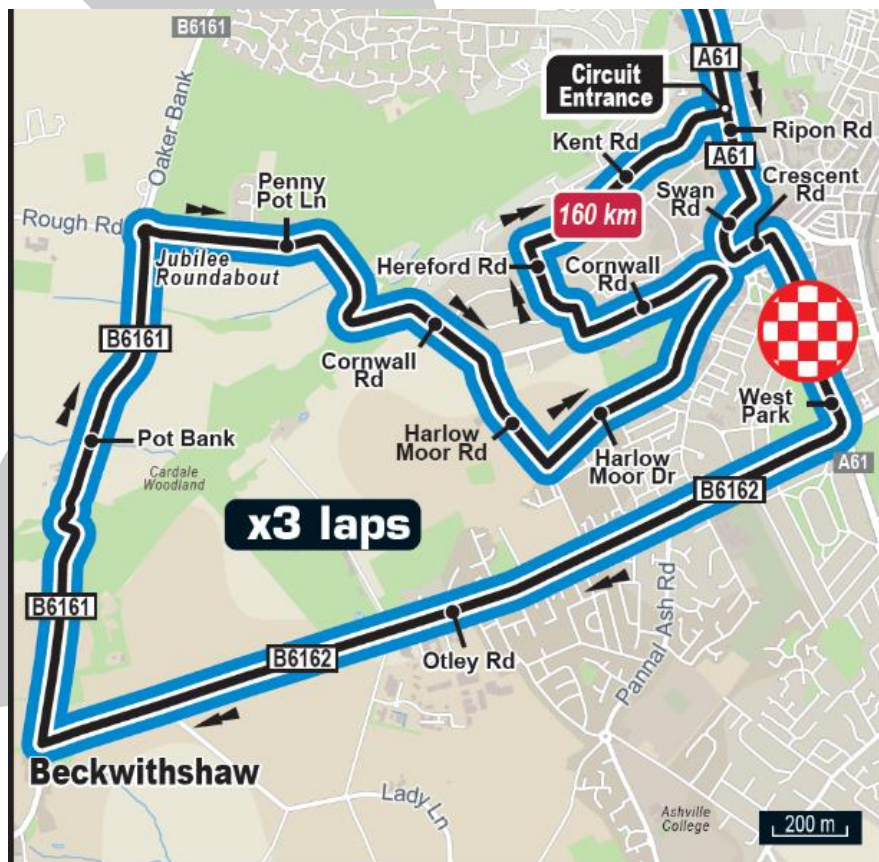 B6161
A61
Circuit
Entrance
Oaker Bank
Kent Rd
Ripon Rd
A61
Crescent
Rd
Penny
Pot Ln
Swan
Rd
160 km
Rough Rd
Jubilee
Roundabout
Hereford Rd
Cornwall
Rd
B6161
Cornwall
Rd
West
Park
Pot Bank
Harlow
Moor Rd
Harlow
Moor Dr
A61
Cardale
Woodland
B6162
x3 laps
Pannal Ash Rd
B6161
B6162
Otley Rd
Beckwithshaw
Lady Ln
Ashville
College
200 m